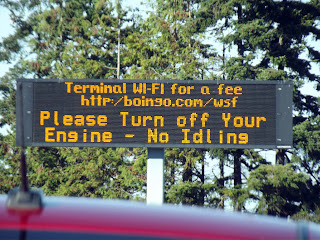 Terminal WI-FI for a fee
http:/boingo.com/wsf
Please Turn off Your
Engine - No Idling